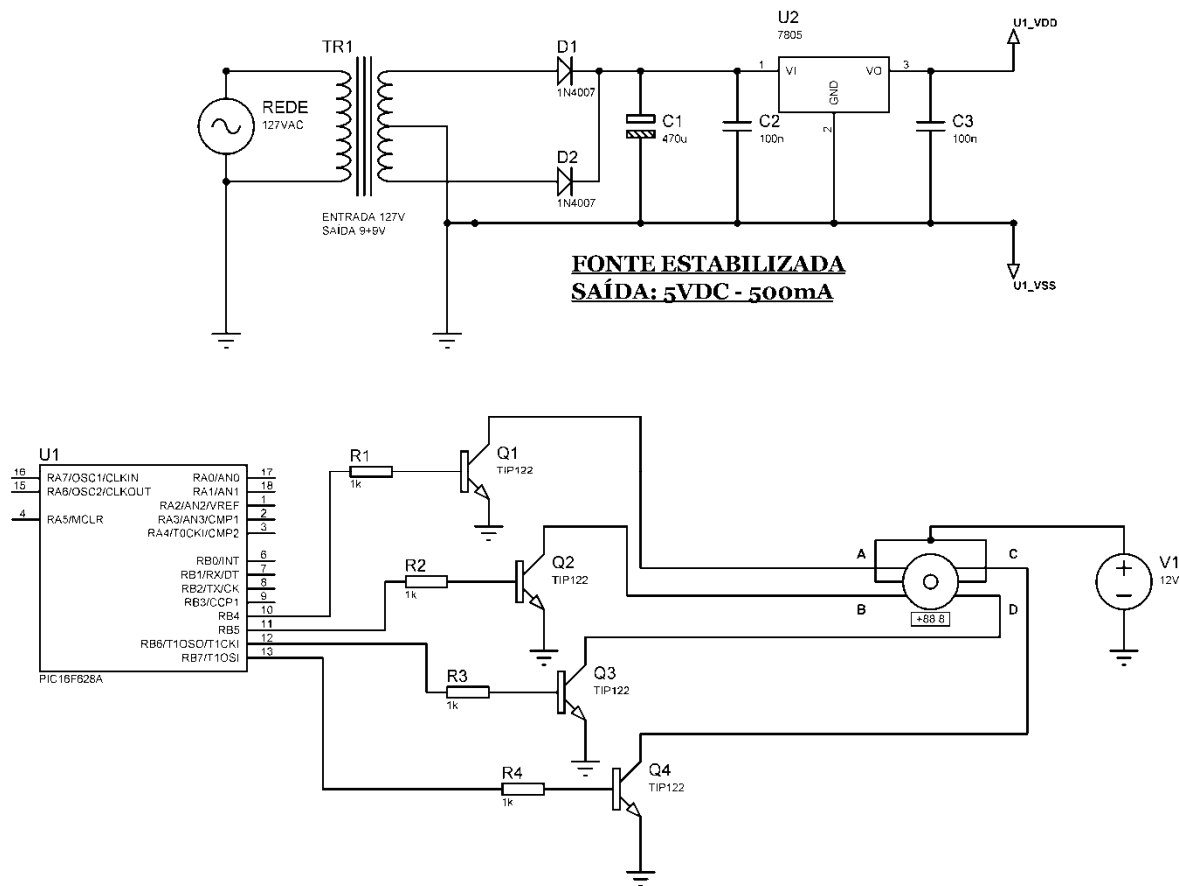 TR1
REDE
127VAC
ENTRADA 127V
SAÍDA 9+9V
D1
1N4007
D2
1N4007
C1
470u
C2
100n
U2
7805
1
VI
VO
3
GND
2
C3
100n
U1_VDD
U1_VSS
FONTE ESTABILIZADA
SAÍDA: 5VDC - 500mA
U1
16
RA7/OSC1/CLKIN
15
RA6/OSC2/CLKOUT
4
RA5/MCLR
RA0/AN0
17
RA1/AN1
18
RA2/AN2/VREF
1
RA3/AN3/CMP1
2
RA4/T0CKI/CMP2
3
RB0/INT
6
RB1/RX/DT
7
RB2/TX/CK
8
RB3/CCP1
9
RB4
10
RB5
11
RB6/T1OSO/T1CKI
12
RB7/T1OSI
13
PIC16F628A
R1
1k
Q1
TIP122
R2
1k
Q2
TIP122
R3
1k
Q3
TIP122
R4
1k
Q4
TIP122
A
C
B
D
+88.8
V1
12V